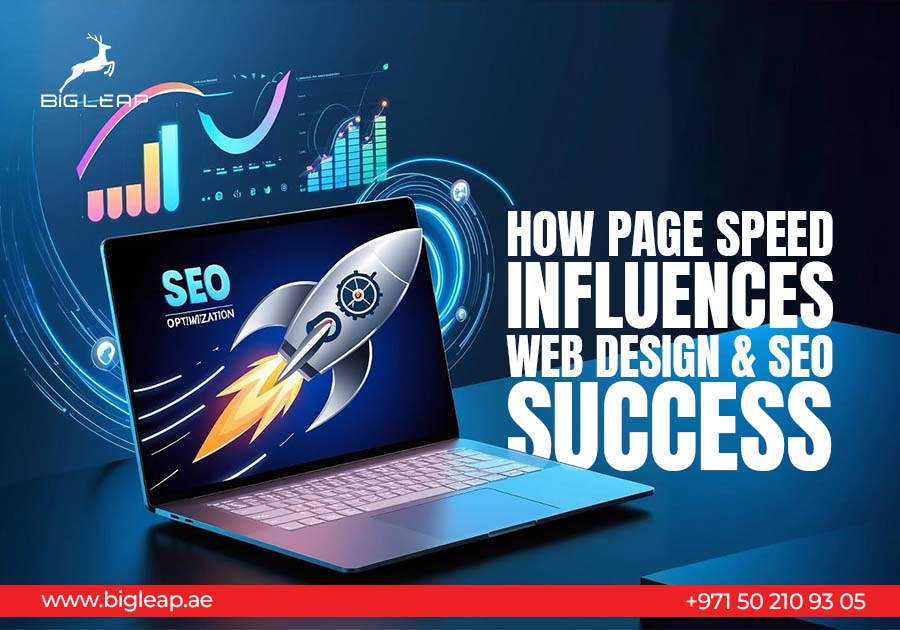 BIG LEAP
SEO
OPTIMIZATION
HOW PAGE SPEED
INFLUENCES
WEB DESIGN & SEO
SUCCESS
www.bigleap.ae
+971 50 210 93 05